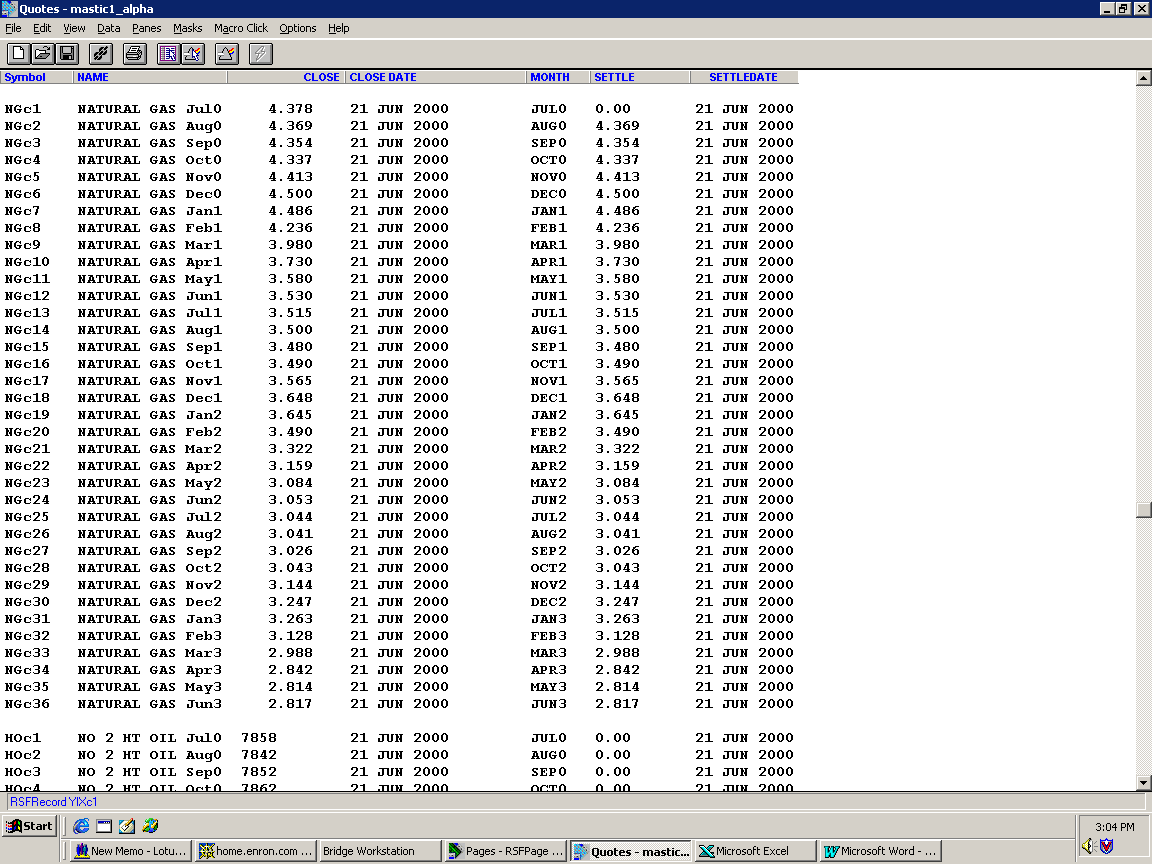 Quotes - mastic1_alpha
File Edit View Data Panes Masks Macro Click Options Help
Symbol NAME CLOSE CLOSE DATE MONTH SETTLE SETTLEDATE
NGc1 NATURAL GAS Jul0 4.378 21 JUN 2000 JUL0 0.00 21 JUN 2000
NGc2 NATURAL GAS Aug0 4.369 21 JUN 2000 AUG0 4.369 21 JUN 2000
NGc3 NATURAL GAS Sep0 4.354 21 JUN 2000 SEP0 4.354 21 JUN 2000
NGc4 NATURAL GAS Oct0 4.337 21 JUN 2000 OCT0 4.337 21 JUN 2000
NGc5 NATURAL GAS Nov0 4.413 21 JUN 2000 NOV0 4.413 21 JUN 2000
NGc6 NATURAL GAS Dec0 4.500 21 JUN 2000 DEC0 4.500 21 JUN 2000
NGc7 NATURAL GAS Jan1 4.486 21 JUN 2000 JAN1 4.486 21 JUN 2000
NGc8 NATURAL GAS Feb1 4.236 21 JUN 2000 FEB1 4.236 21 JUN 2000
NGc9 NATURAL GAS Mar1 3.980 21 JUN 2000 MAR1 3.980 21 JUN 2000
NGc10 NATURAL GAS Apr1 3.730 21 JUN 2000 APR1 3.730 21 JUN 2000
NGc11 NATURAL GAS May1 3.580 21 JUN 2000 MAY1 3.580 21 JUN 2000
NGc12 NATURAL GAS Jun1 3.530 21 JUN 2000 JUN1 3.530 21 JUN 2000
NGc13 NATURAL GAS Jul1 3.515 21 JUN 2000 JUL1 3.515 21 JUN 2000
NGc14 NATURAL GAS Aug1 3.500 21 JUN 2000 AUG1 3.500 21 JUN 2000
NGc15 NATURAL GAS Sep1 3.480 21 JUN 2000 SEP1 3.480 21 JUN 2000
NGc16 NATURAL GAS Oct1 3.490 21 JUN 2000 OCT1 3.490 21 JUN 2000
NGc17 NATURAL GAS Nov1 3.565 21 JUN 2000 NOV1 3.565 21 JUN 2000
NGc18 NATURAL GAS Dec1 3.648 21 JUN 2000 DEC1 3.648 21 JUN 2000
NGc19 NATURAL GAS Jan2 3.645 21 JUN 2000 JAN2 3.645 21 JUN 2000
NGc20 NATURAL GAS Feb2 3.490 21 JUN 2000 FEB2 3.490 21 JUN 2000
NGc21 NATURAL GAS Mar2 3.322 21 JUN 2000 MAR2 3.322 21 JUN 2000
NGc22 NATURAL GAS Apr2 3.159 21 JUN 2000 APR2 3.159 21 JUN 2000
NGc23 NATURAL GAS May2 3.084 21 JUN 2000 MAY2 3.084 21 JUN 2000
NGc24 NATURAL GAS Jun2 3.053 21 JUN 2000 JUN2 3.053 21 JUN 2000
NGc25 NATURAL GAS Jul2 3.044 21 JUN 2000 JUL2 3.044 21 JUN 2000
NGc26 NATURAL GAS Aug2 3.041 21 JUN 2000 AUG2 3.041 21 JUN 2000
NGc27 NATURAL GAS Sep2 3.026 21 JUN 2000 SEP2 3.026 21 JUN 2000
NGc28 NATURAL GAS Oct2 3.043 21 JUN 2000 OCT2 3.043 21 JUN 2000
NGc29 NATURAL GAS Nov2 3.144 21 JUN 2000 NOV2 3.144 21 JUN 2000
NGc30 NATURAL GAS Dec2 3.247 21 JUN 2000 DEC2 3.247 21 JUN 2000
NGc31 NATURAL GAS Jan3 3.263 21 JUN 2000 JAN3 3.263 21 JUN 2000
NGc32 NATURAL GAS Feb3 3.128 21 JUN 2000 FEB3 3.128 21 JUN 2000
NGc33 NATURAL GAS Mar3 2.988 21 JUN 2000 MAR3 2.988 21 JUN 2000
NGc34 NATURAL GAS Apr3 2.842 21 JUN 2000 APR3 2.842 21 JUN 2000
NGc35 NATURAL GAS May3 2.814 21 JUN 2000 MAY3 2.814 21 JUN 2000
NGc36 NATURAL GAS Jun3 2.817 21 JUN 2000 JUN3 2.817 21 JUN 2000
HOc1 NO 2 HT OIL Jul0 7858 21 JUN 2000 JUL0 0.00 21 JUN 2000
HOc2 NO 2 HT OIL Aug0 7842 21 JUN 2000 AUG0 0.00 21 JUN 2000
HOc3 NO 2 HT OIL Sep0 7852 21 JUN 2000 SEP0 0.00 21 JUN 2000
HOc4 NO 2 HT OIL Oct0 7862 21 JUN 2000 OCT0 0.00 21 JUN 2000
RSFRecord YIXc1
Start 3:04 PM
New Memo - Lotu... home.enron.com ... Bridge Workstation Pages - RSFPage ... Quotes - mastic... Microsoft Excel Microsoft Word - ...